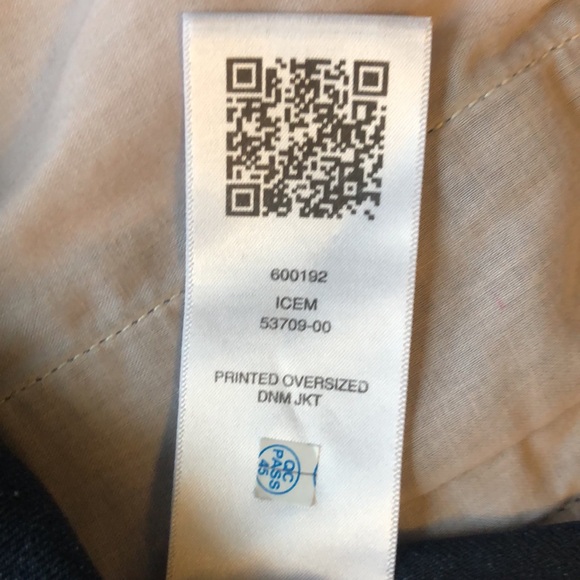 600192
ICEM
53709-00
PRINTED OVERSIZED
DNM JKT
QC
PASS
45